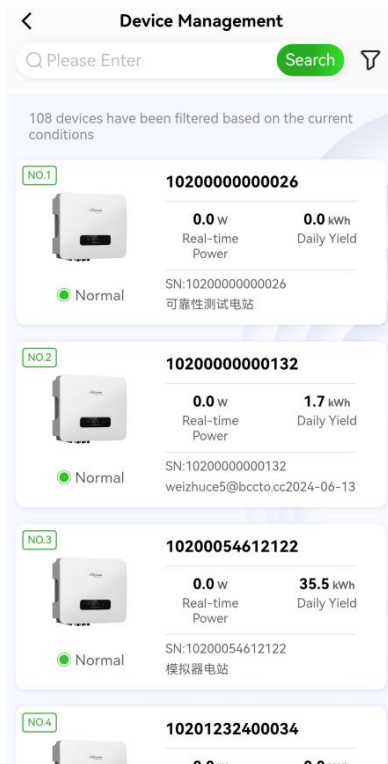 Device Management
Please Enter
Search
108 devices have been filtered based on the current
conditions
NO.1
10200000000026
0.0 w
0.0 kWh
Real-time
Power
Daily Yield
Normal
SN:10200000000026
可靠性测试电站
NO.2
10200000000132
0.0 w
1.7 kWh
Real-time
Power
Daily Yield
Normal
SN:10200000000132
weizhuce5@bccto.cc2024-06-13
NO.3
10200054612122
0.0 w
35.5 kWh
Real-time
Power
Daily Yield
Normal
SN:10200054612122
模拟器电站
NO.4
10201232400034